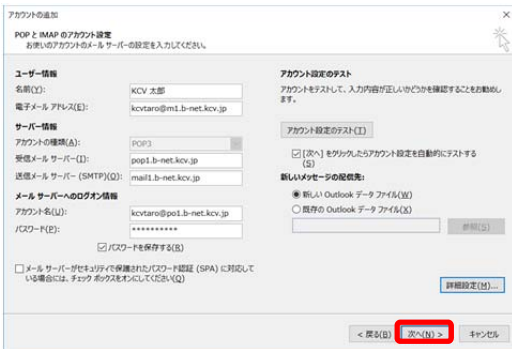 アカウントの追加
POP と IMAP のアカウント設定
お使いのアカウントのメール サーバーの設定を入力してください。
ユーザー情報
名前(Y):
KCV 太郎
電子メール アドレス(E):
kcvtaro@m1.b-net.kcv.jp
サーバー情報
アカウントの種類(A):
POP3
受信メール サーバー(I):
pop1.b-net.kcv.jp
送信メール サーバー (SMTP)(O):
mail1.b-net.kcv.jp
メール サーバーへのログオン情報
アカウント名(U):
kcvtaro@po1.b-net.kcv.jp
パスワード(P):
**********
パスワードを保存する(R)
メール サーバーがセキュリティで保護されたパスワード認証 (SPA) に対応して
いる場合には、チェック ボックスをオンにしてください(Q)
アカウント設定のテスト
アカウントをテストして、入力内容が正しいかどうかを確認することをお勧めし
ます。
アカウント設定のテスト(T)
[次へ] をクリックしたらアカウント設定を自動的にテストする
(S)
新しいメッセージの配信先:
新しい Outlook データ ファイル(W)
既存の Outlook データ ファイル(X)
参照(S)
詳細設定(M)...
< 戻る(B)
次へ(N) >
キャンセル